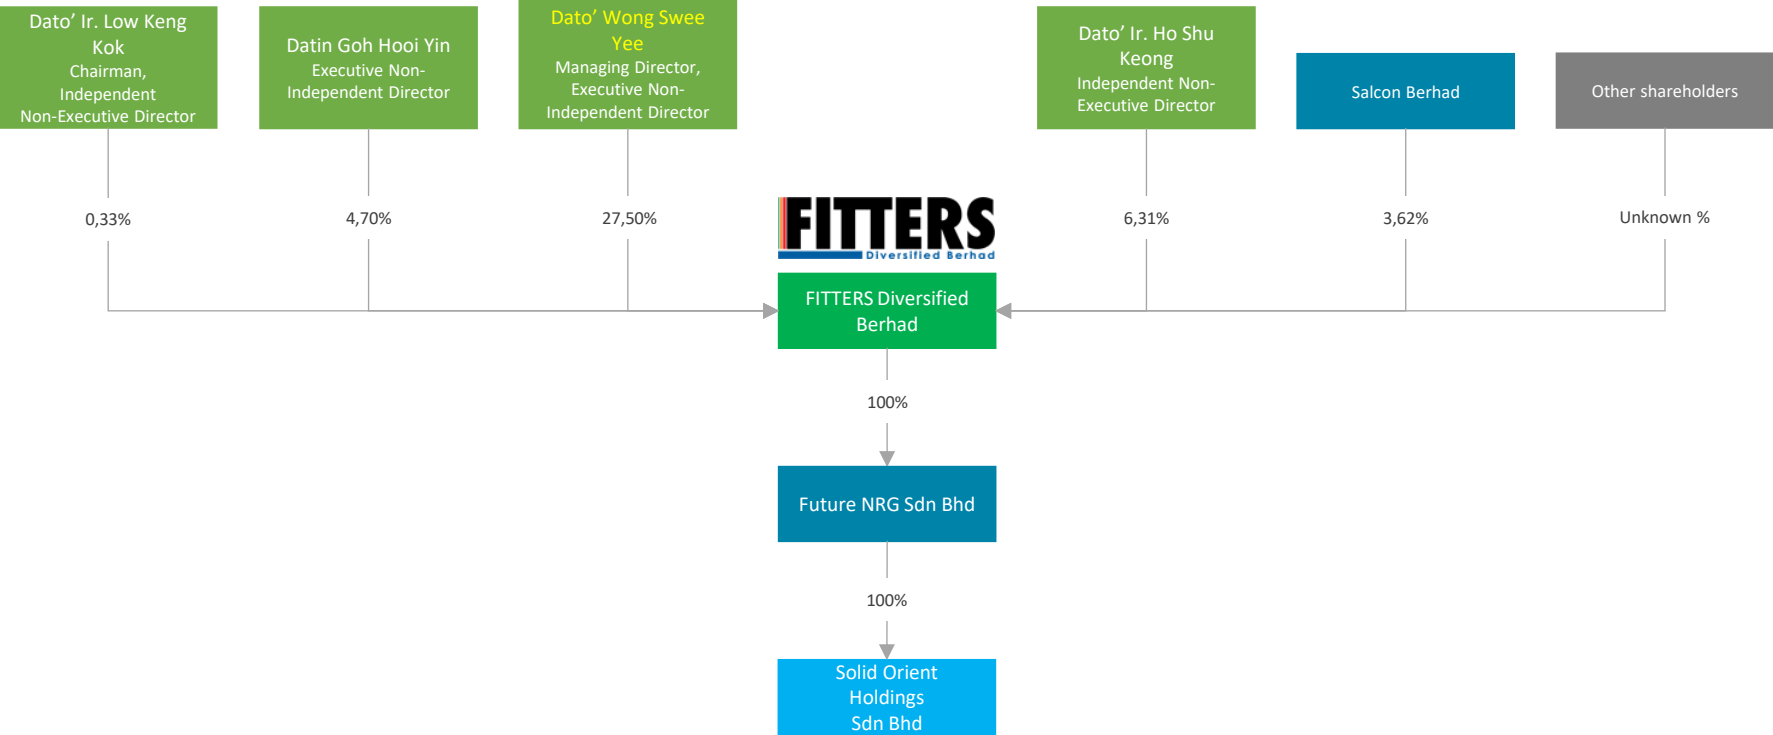 Dato’ Ir. Low Keng
Kok
Chairman,
Independent
Non-Executive Director
Datin Goh Hooi Yin
Executive Non-
Independent Director
Dato’ Wong Swee
Yee
Managing Director,
Executive Non-
Independent Director
Dato’ Ir. Ho Shu
Keong
Independent Non-
Executive Director
Salcon Berhad
Other shareholders
0,33%
4,70%
27,50%
6,31%
3,62%
Unknown %
FITTERS
Diversified Berhad
FITTERS Diversified
Berhad
100%
Future NRG Sdn Bhd
100%
Solid Orient
Holdings
Sdn Bhd